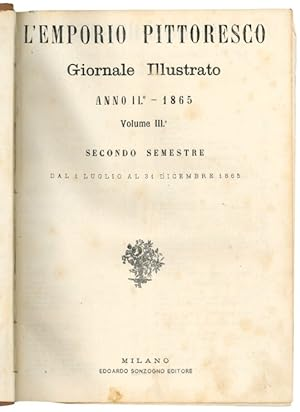 L'EMPORIO PITTORESCO
Giornale Illustrato
ANNO II.º – 1865
Volume III.º
SECONDO SEMESTRE
DAL 1 LUGLIO AL 31 DICEMBRE 1865
MILANO
EDOARDO SONZOGNO EDITORE